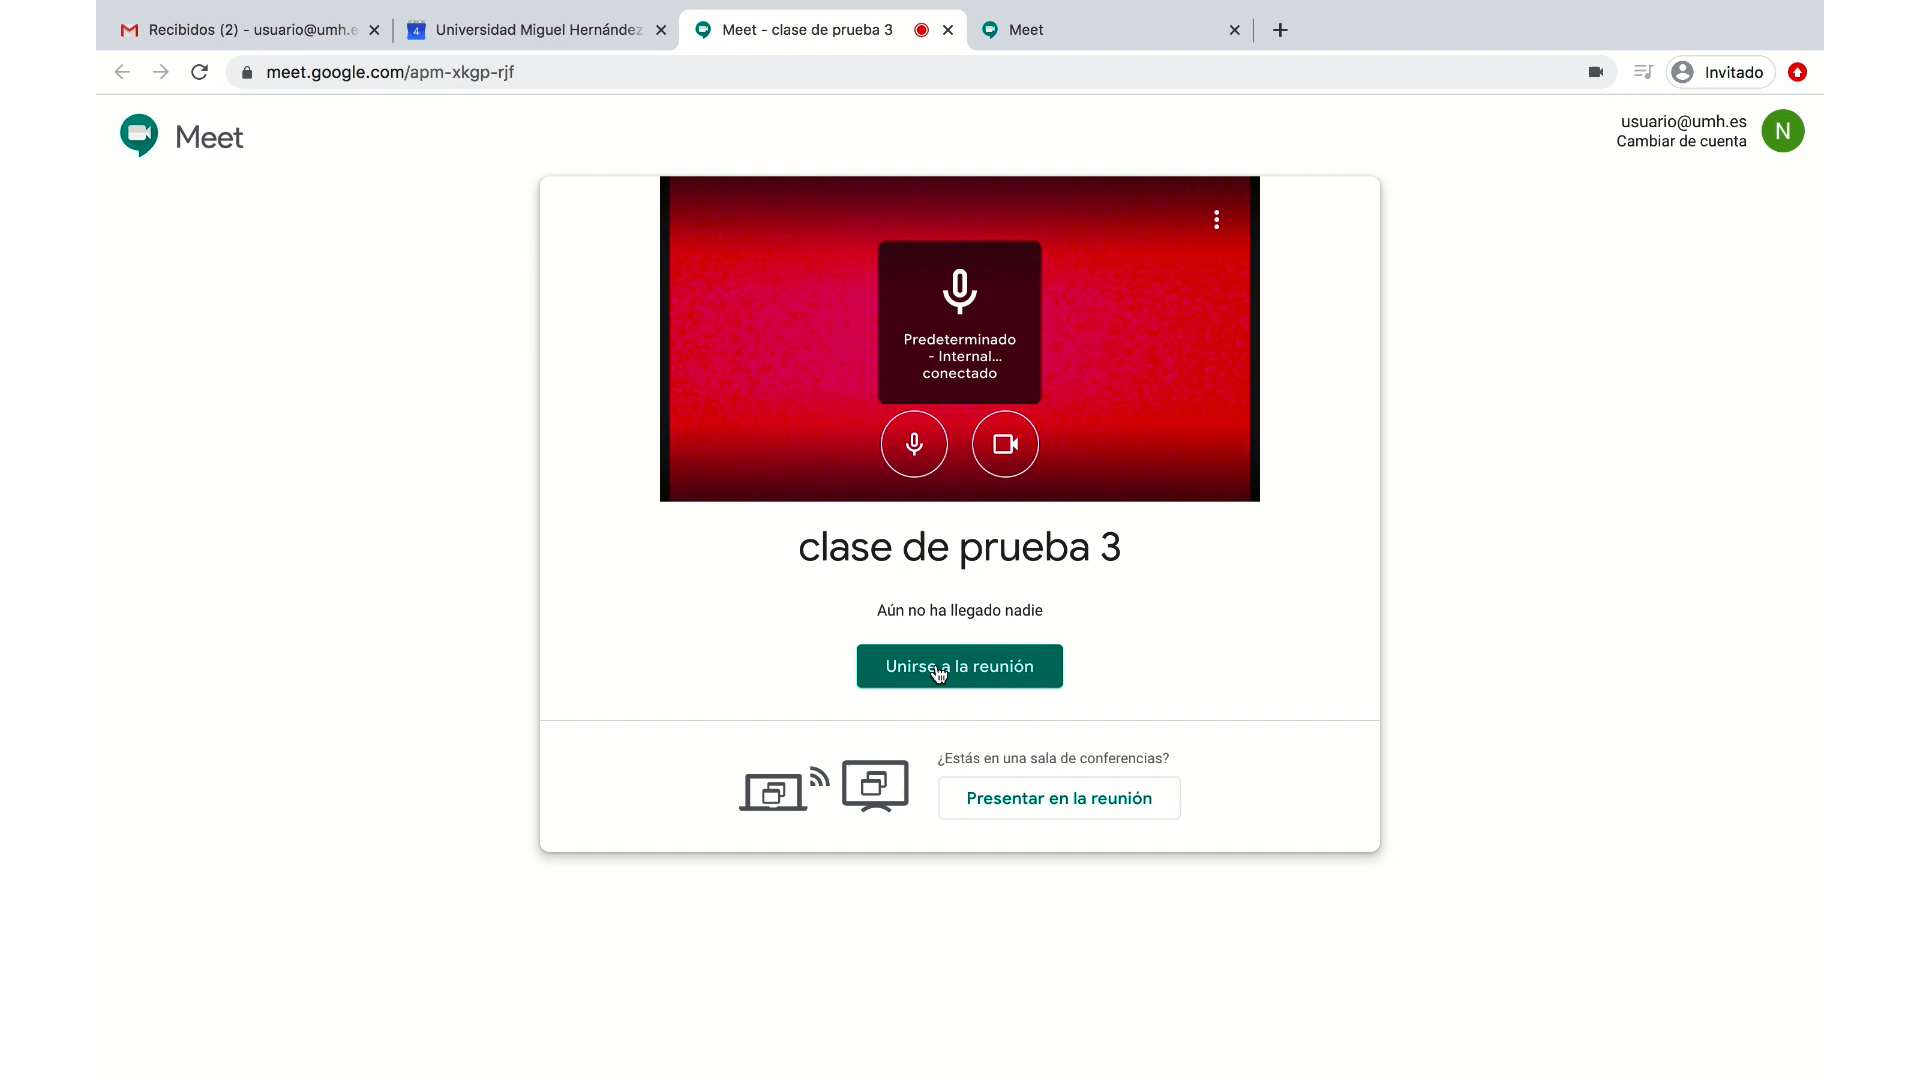 Recibidos (2) - usuario@umh.e
4 Universidad Miguel Hernández
Meet - clase de prueba 3
Meet
meet.google.com/apm-xkgp-rjf
Invitado
Meet
usuario@umh.es
Cambiar de cuenta
N
Predeterminado
- Internal...
conectado
clase de prueba 3
Aún no ha llegado nadie
Unirse a la reunión
¿Estás en una sala de conferencias?
Presentar en la reunión